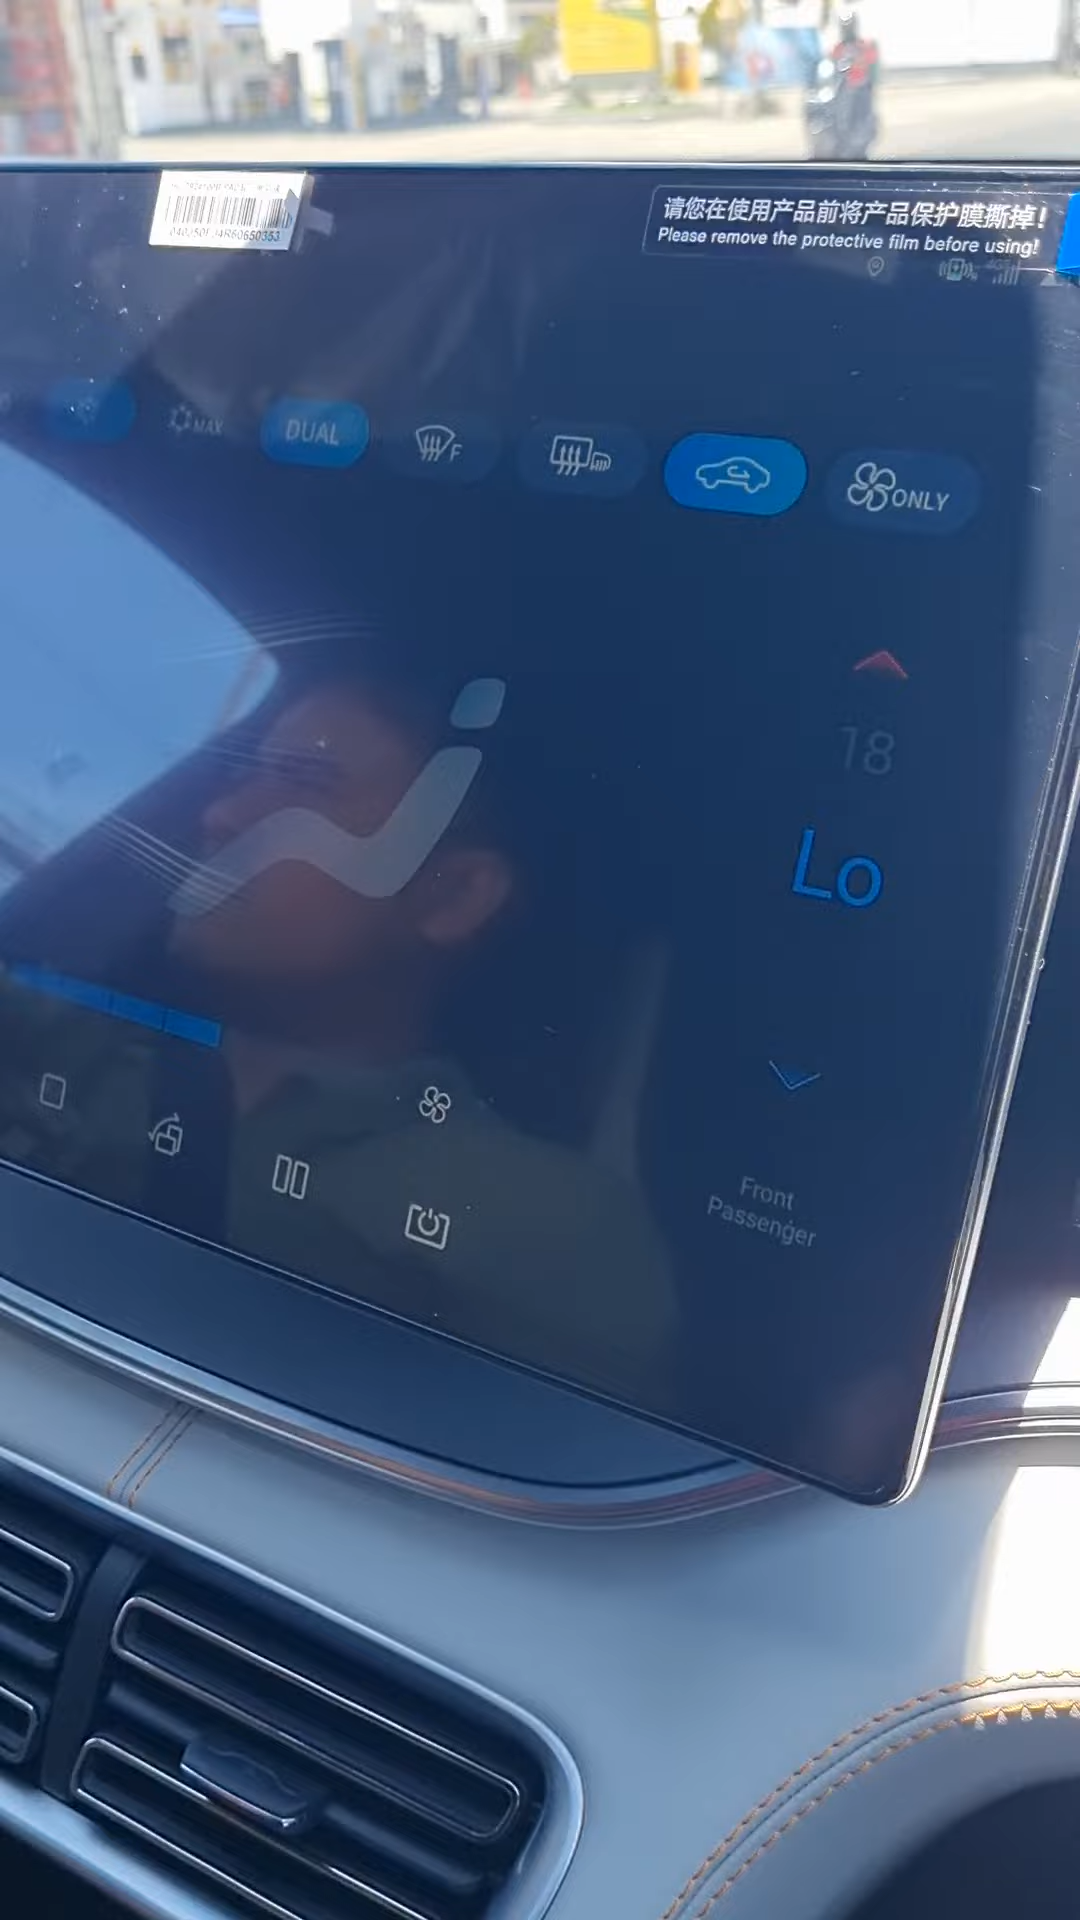 请您在使用产品前将产品保护膜撕掉！
Please remove the protective film before using!
4G
MAX
DUAL
F
ONLY
18
Lo
Front
Passenger